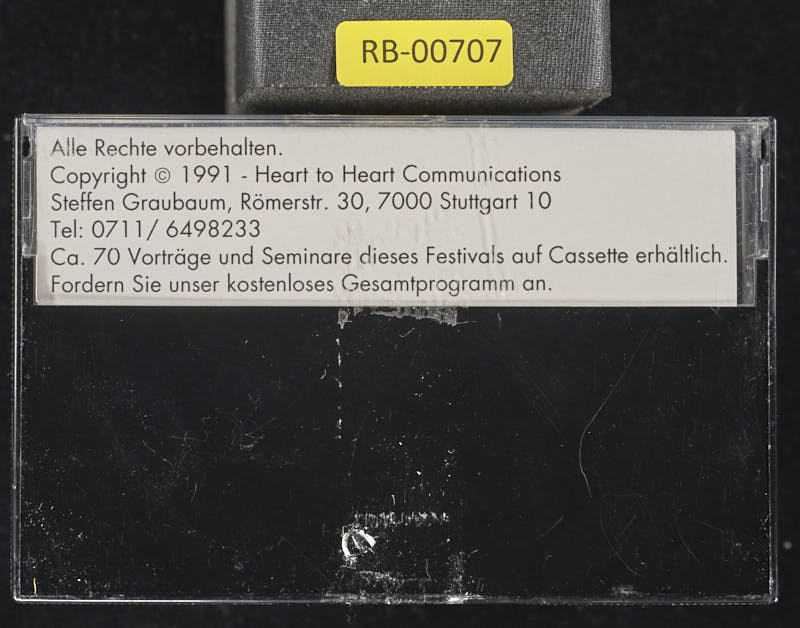 RB-00707
Alle Rechte vorbehalten.
Copyright © 1991 - Heart to Heart Communications
Steffen Graubaum, Römerstr. 30, 7000 Stuttgart 10
Tel: 0711/ 6498233
Ca. 70 Vorträge und Seminare dieses Festivals auf Cassette erhältlich.
Fordern Sie unser kostenloses Gesamtprogramm an.